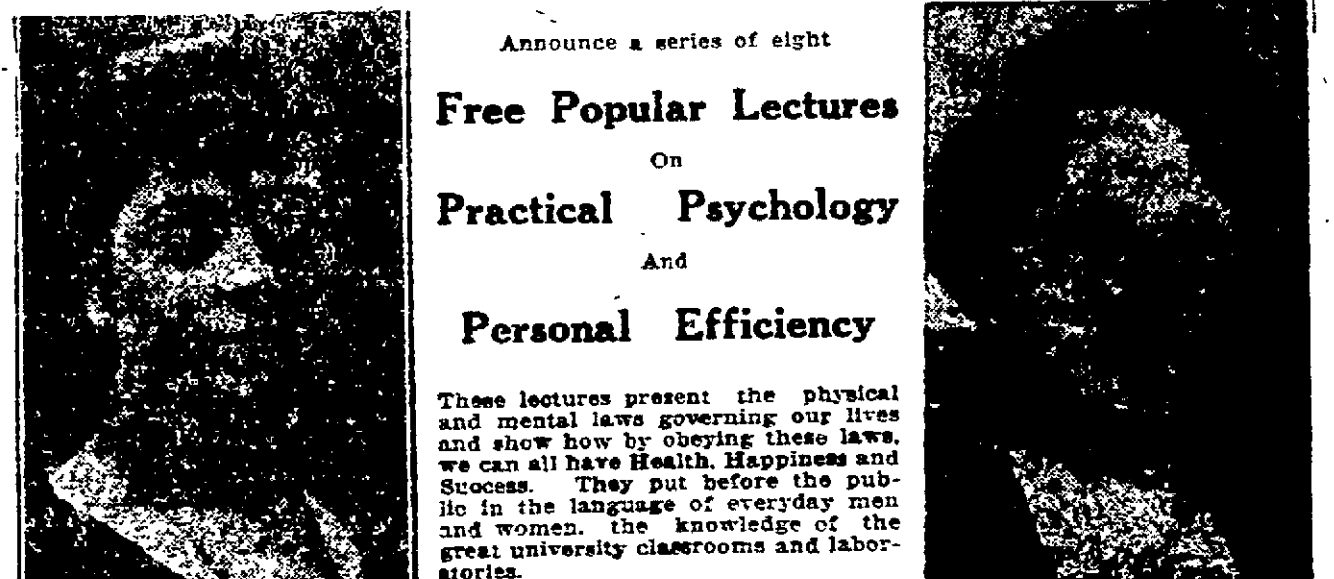 Announce a series of eight
Free Popular Lectures
On
Practical Psychology
And
Personal Efficiency
These lectures present the physical
and mental laws governing our lives
and show how by obeying these laws,
we can all have Health, Happiness and
Success. They put before the pub-
lic in the language of everyday men
and women, the knowledge of the
great university classrooms and labor-
atories.